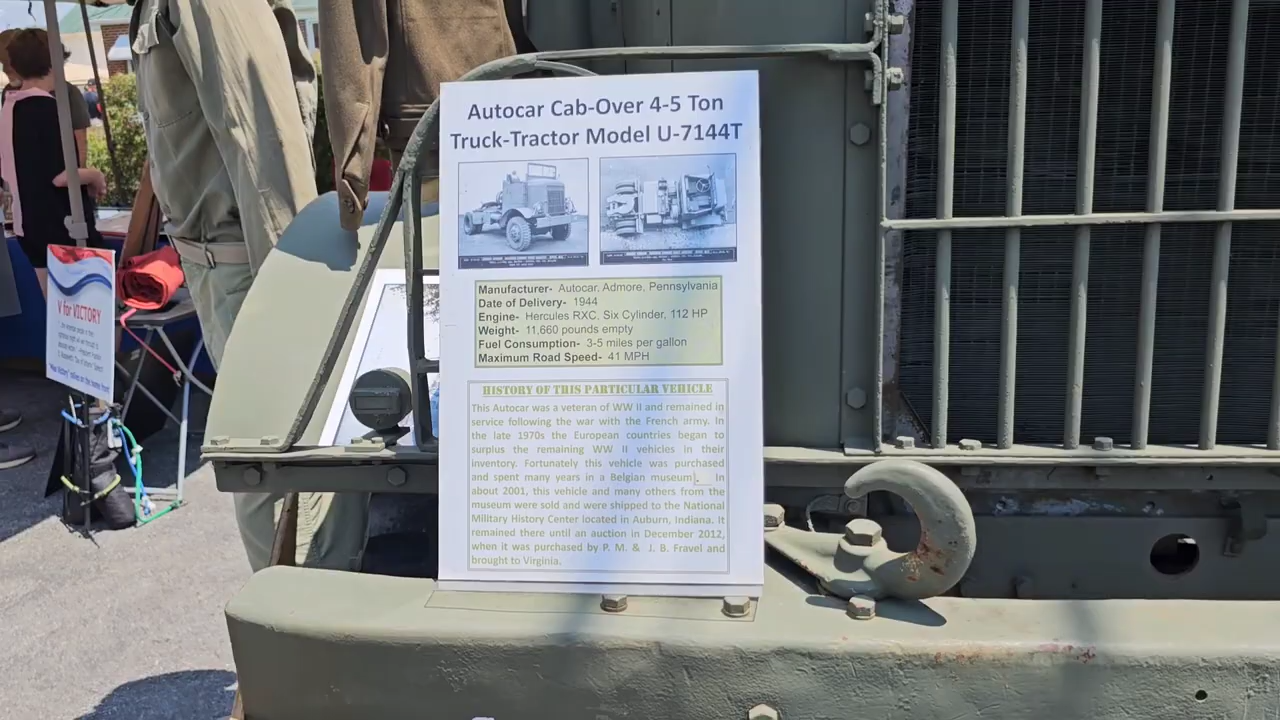 Autocar Cab-Over 4-5 Ton
Truck-Tractor Model U-7144T
Manufacturer- Autocar, Admore, Pennsylvania
Date of Delivery- 1944
Engine- Hercules RXC, Six Cylinder, 112 HP
Weight- 11,660 pounds empty
Fuel Consumption- 3-5 miles per gallon
Maximum Road Speed- 41 MPH
HISTORY OF THIS PARTICULAR VEHICLE
This Autocar was a veteran of WW II and remained in
service following the war with the French army. In
the late 1970s the European countries began to
surplus the remaining WW II vehicles in their
inventory. Fortunately this vehicle was purchased
and spent many years in a Belgian museum). In
about 2001, this vehicle and many others from the
museum were sold and were shipped to the National
Military History Center located in Auburn, Indiana. It
remained there until an auction in December 2012,
when it was purchased by P. M. & J. B. Fravel and
brought to Virginia.
V for VICTORY